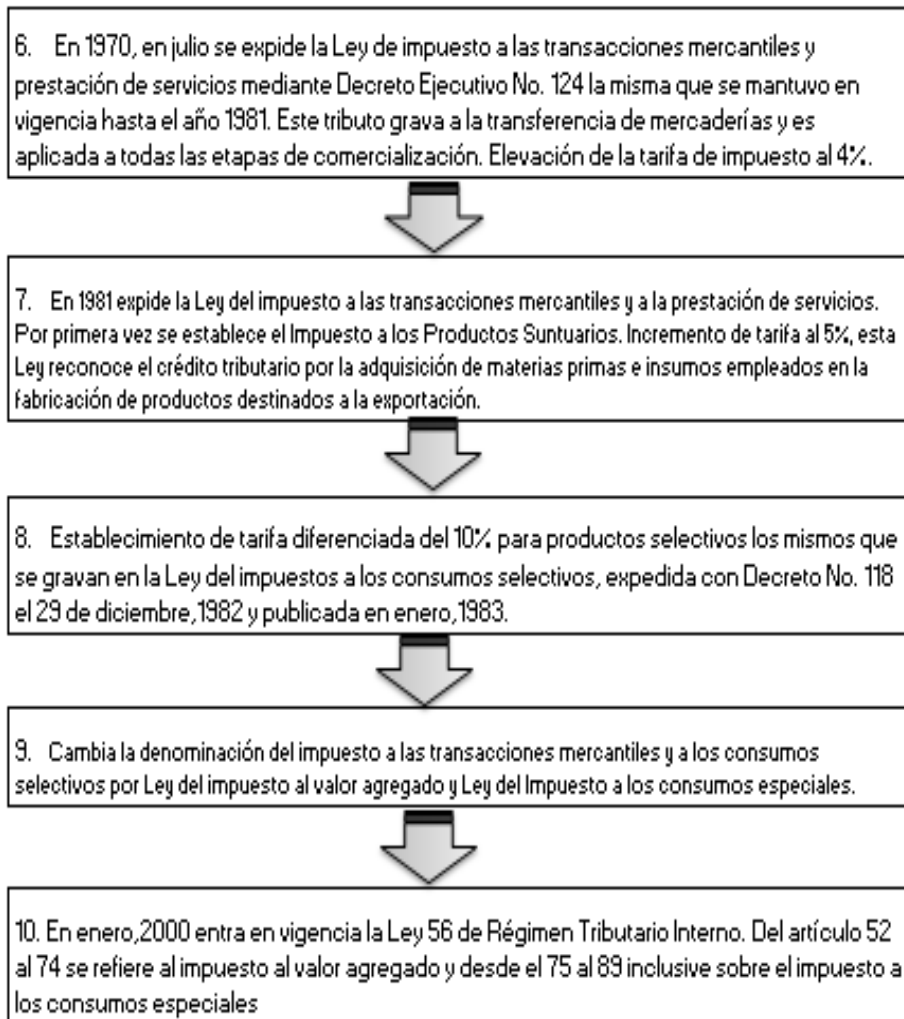 6. En 1970, en julio se expide la Ley de impuesto a las transacciones mercantiles y
prestación de servicios mediante Decreto Ejecutivo No. 124 la misma que se mantuvo en
vigencia hasta el año 1981. Este tributo grava a la transferencia de mercaderías y es
aplicada a todas las etapas de comercialización. Elevación de la tarifa de impuesto al 4%.
7. En 1981 expide la Ley del impuesto a las transacciones mercantiles y a la prestación de servicios.
Por primera vez se establece el Impuesto a los Productos Suntuarios. Incremento de tarifa al 5%, esta
Ley reconoce el crédito tributario por la adquisición de materias primas e insumos empleados en la
fabricación de productos destinados a la exportación.
8. Establecimiento de tarifa diferenciada del 10% para productos selectivos los mismos que
se gravan en la Ley del impuestos a los consumos selectivos, expedida con Decreto No. 118
el 29 de diciembre,1982 y publicada en enero,1983.
9. Cambia la denominación del impuesto a las transacciones mercantiles y a los consumos
selectivos por Ley del impuesto al valor agregado y Ley del Impuesto a los consumos especiales.
10. En enero,2000 entra en vigencia la Ley 56 de Régimen Tributario Interno. Del artículo 52
al 74 se refiere al impuesto al valor agregado y desde el 75 al 89 inclusive sobre el impuesto a
los consumos especiales